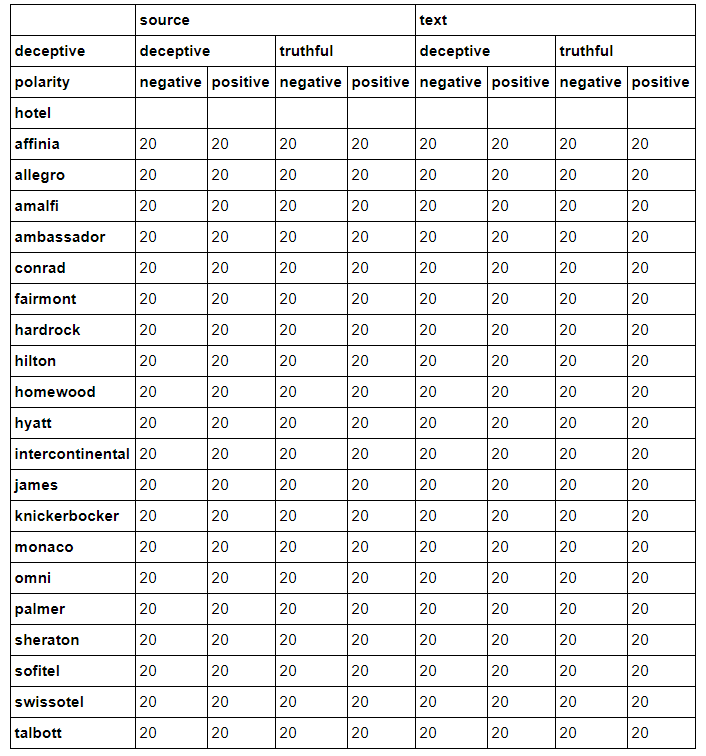 source text
deceptive deceptive truthful deceptive truthful
polarity negative positive negative positive negative positive negative positive
hotel
affinia 20 20 20 20 20 20 20 20
allegro 20 20 20 20 20 20 20 20
amalfi 20 20 20 20 20 20 20 20
ambassador 20 20 20 20 20 20 20 20
conrad 20 20 20 20 20 20 20 20
fairmont 20 20 20 20 20 20 20 20
hardrock 20 20 20 20 20 20 20 20
hilton 20 20 20 20 20 20 20 20
homewood 20 20 20 20 20 20 20 20
hyatt 20 20 20 20 20 20 20 20
intercontinental 20 20 20 20 20 20 20 20
james 20 20 20 20 20 20 20 20
knickerbocker 20 20 20 20 20 20 20 20
monaco 20 20 20 20 20 20 20 20
omni 20 20 20 20 20 20 20 20
palmer 20 20 20 20 20 20 20 20
sheraton 20 20 20 20 20 20 20 20
sofitel 20 20 20 20 20 20 20 20
swissotel 20 20 20 20 20 20 20 20
talbott 20 20 20 20 20 20 20 20